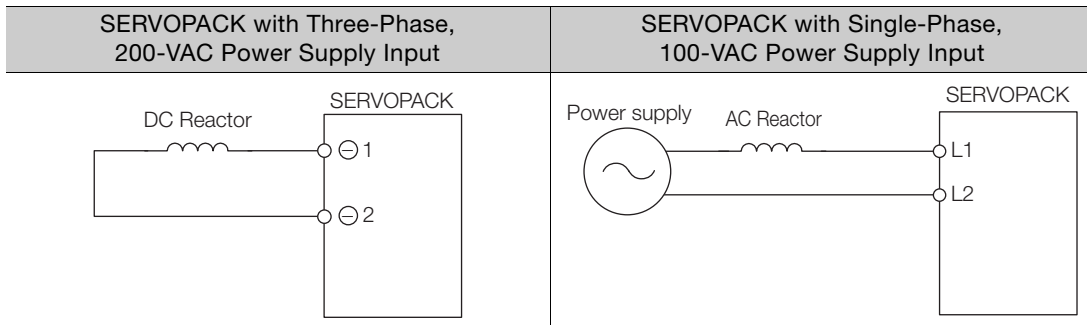 SERVOPACK with Three-Phase,
200-VAC Power Supply Input
SERVOPACK with Single-Phase,
100-VAC Power Supply Input
DC Reactor
SERVOPACK
⊖ 1
⊖ 2
Power supply
AC Reactor
SERVOPACK
L1
L2